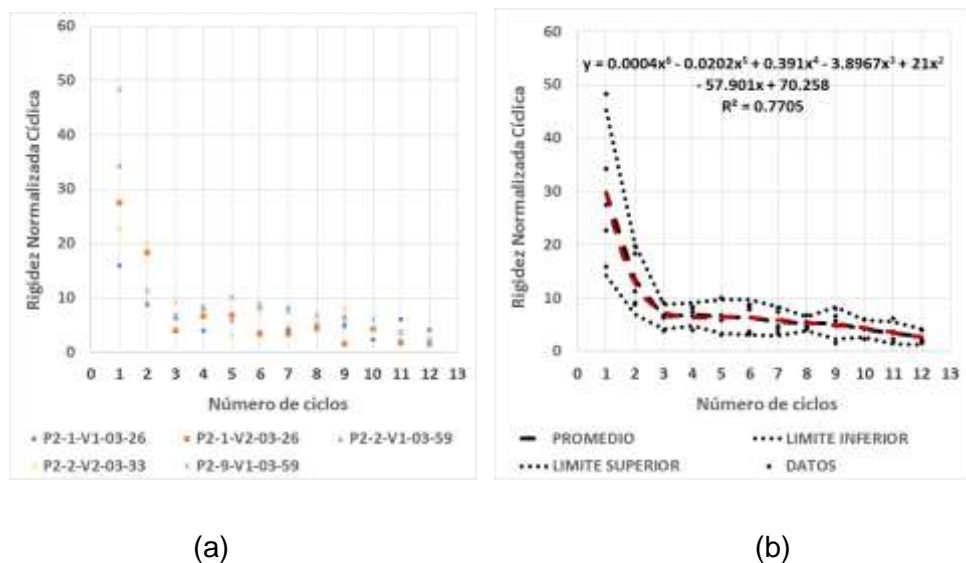 60
50
40
30
20
10
0
Rigidez Normalizada Cíclica
0 1 2 3 4 5 6 7 8 9 10 11 12 13
Número de ciclos
P2-1-V1-03-26 P2-1-V2-03-26 P2-2-V1-03-59
P2-2-V2-03-33 P2-9-V1-03-59
(a)
60
50
40
30
20
10
0
Rigidez Normalizada Cíclica
y = 0.0004x⁶ - 0.0202x⁵ + 0.391x⁴ - 3.8967x³ + 21x²
- 57.901x + 70.258
R² = 0.7705
0 1 2 3 4 5 6 7 8 9 10 11 12 13
Número de ciclos
PROMEDIO LIMITE INFERIOR
LIMITE SUPERIOR DATOS
(b)